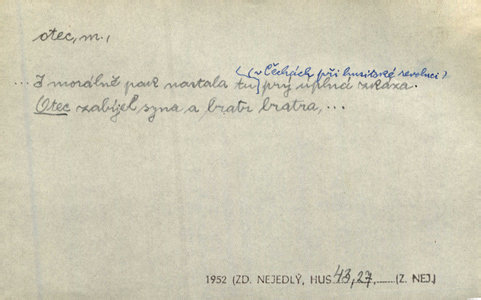 otec, m.,
(v Čechách při husitské revoluci)
... I morálně pak nastala tu prý úplná zkáza.
Otec zabíjel syna a bratr bratra, ...
1952 (ZD. NEJEDLÝ, HUS 43, 27, ...... (Z. NEJ.)